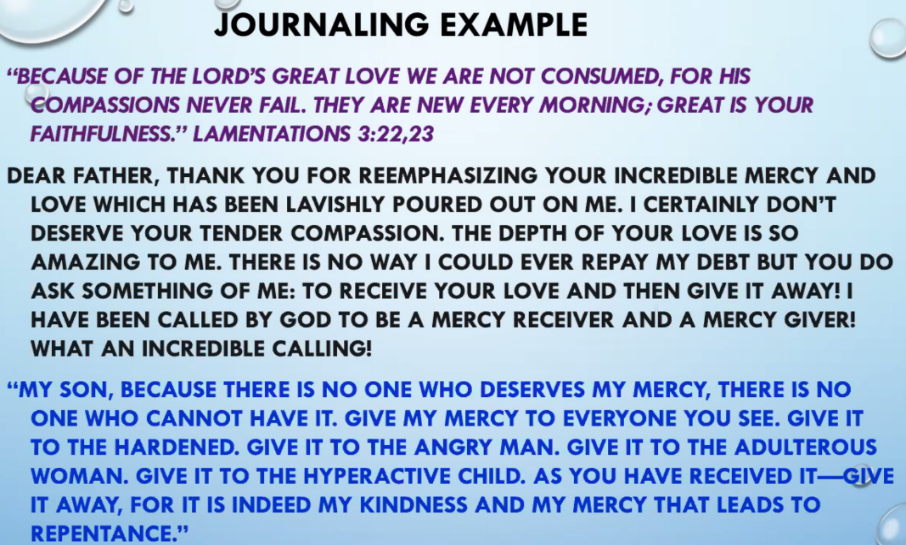 JOURNALING EXAMPLE
“BECAUSE OF THE LORD’S GREAT LOVE WE ARE NOT CONSUMED, FOR HIS
COMPASSIONS NEVER FAIL. THEY ARE NEW EVERY MORNING; GREAT IS YOUR
FAITHFULNESS.” LAMENTATIONS 3:22,23
DEAR FATHER, THANK YOU FOR REEMPHASIZING YOUR INCREDIBLE MERCY AND
LOVE WHICH HAS BEEN LAVISHLY POURED OUT ON ME. I CERTAINLY DON’T
DESERVE YOUR TENDER COMPASSION. THE DEPTH OF YOUR LOVE IS SO
AMAZING TO ME. THERE IS NO WAY I COULD EVER REPAY MY DEBT BUT YOU DO
ASK SOMETHING OF ME: TO RECEIVE YOUR LOVE AND THEN GIVE IT AWAY! I
HAVE BEEN CALLED BY GOD TO BE A MERCY RECEIVER AND A MERCY GIVER!
WHAT AN INCREDIBLE CALLING!
“MY SON, BECAUSE THERE IS NO ONE WHO DESERVES MY MERCY, THERE IS NO
ONE WHO CANNOT HAVE IT. GIVE MY MERCY TO EVERYONE YOU SEE. GIVE IT
TO THE HARDENED. GIVE IT TO THE ANGRY MAN. GIVE IT TO THE ADULTEROUS
WOMAN. GIVE IT TO THE HYPERACTIVE CHILD. AS YOU HAVE RECEIVED IT—GIVE
IT AWAY, FOR IT IS INDEED MY KINDNESS AND MY MERCY THAT LEADS TO
REPENTANCE.”